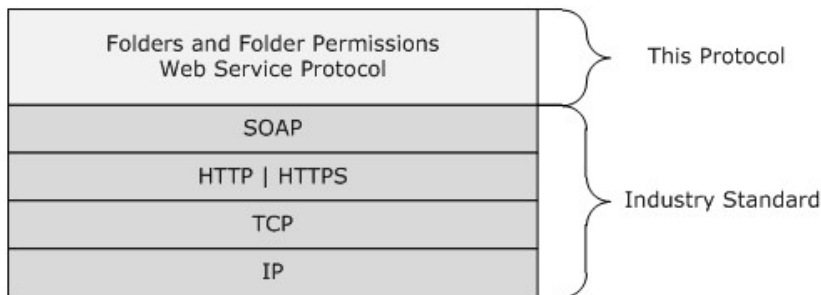 Folders and Folder Permissions
Web Service Protocol
This Protocol
SOAP
HTTP | HTTPS
TCP
IP
Industry Standard